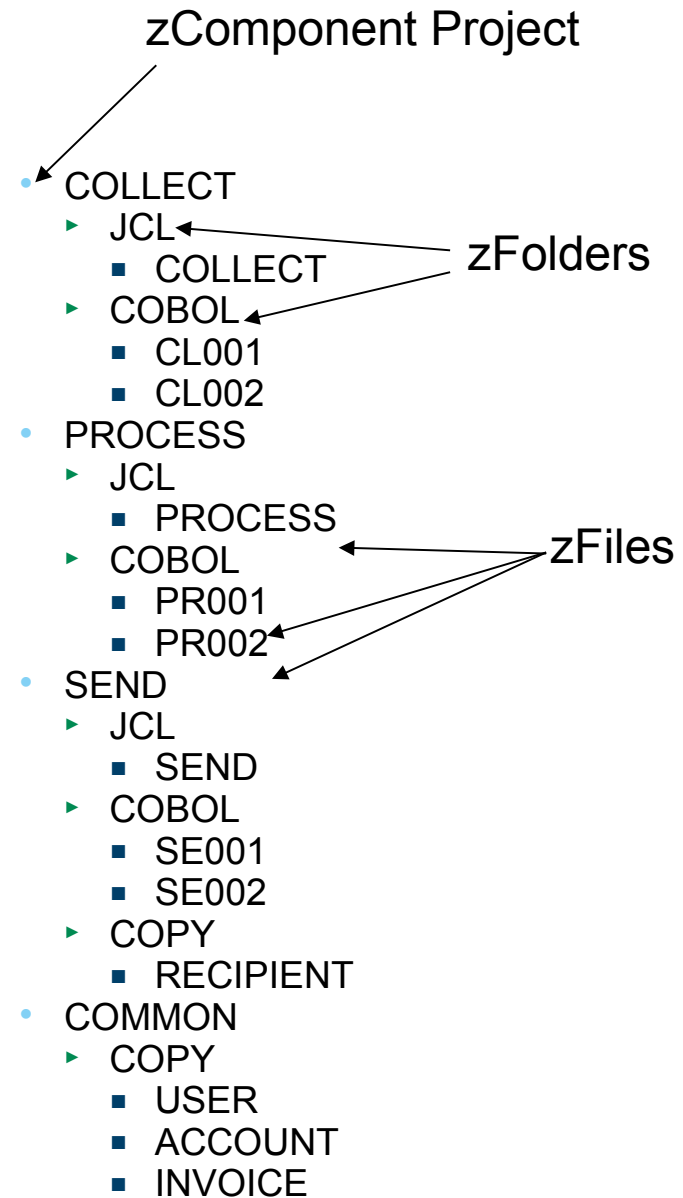 zComponent Project
COLLECT
JCL
zFolders
COLLECT
COBOL
CL001
CL002
PROCESS
JCL
PROCESS
zFiles
COBOL
PR001
PR002
SEND
JCL
SEND
COBOL
SE001
SE002
COPY
RECIPIENT
COMMON
COPY
USER
ACCOUNT
INVOICE